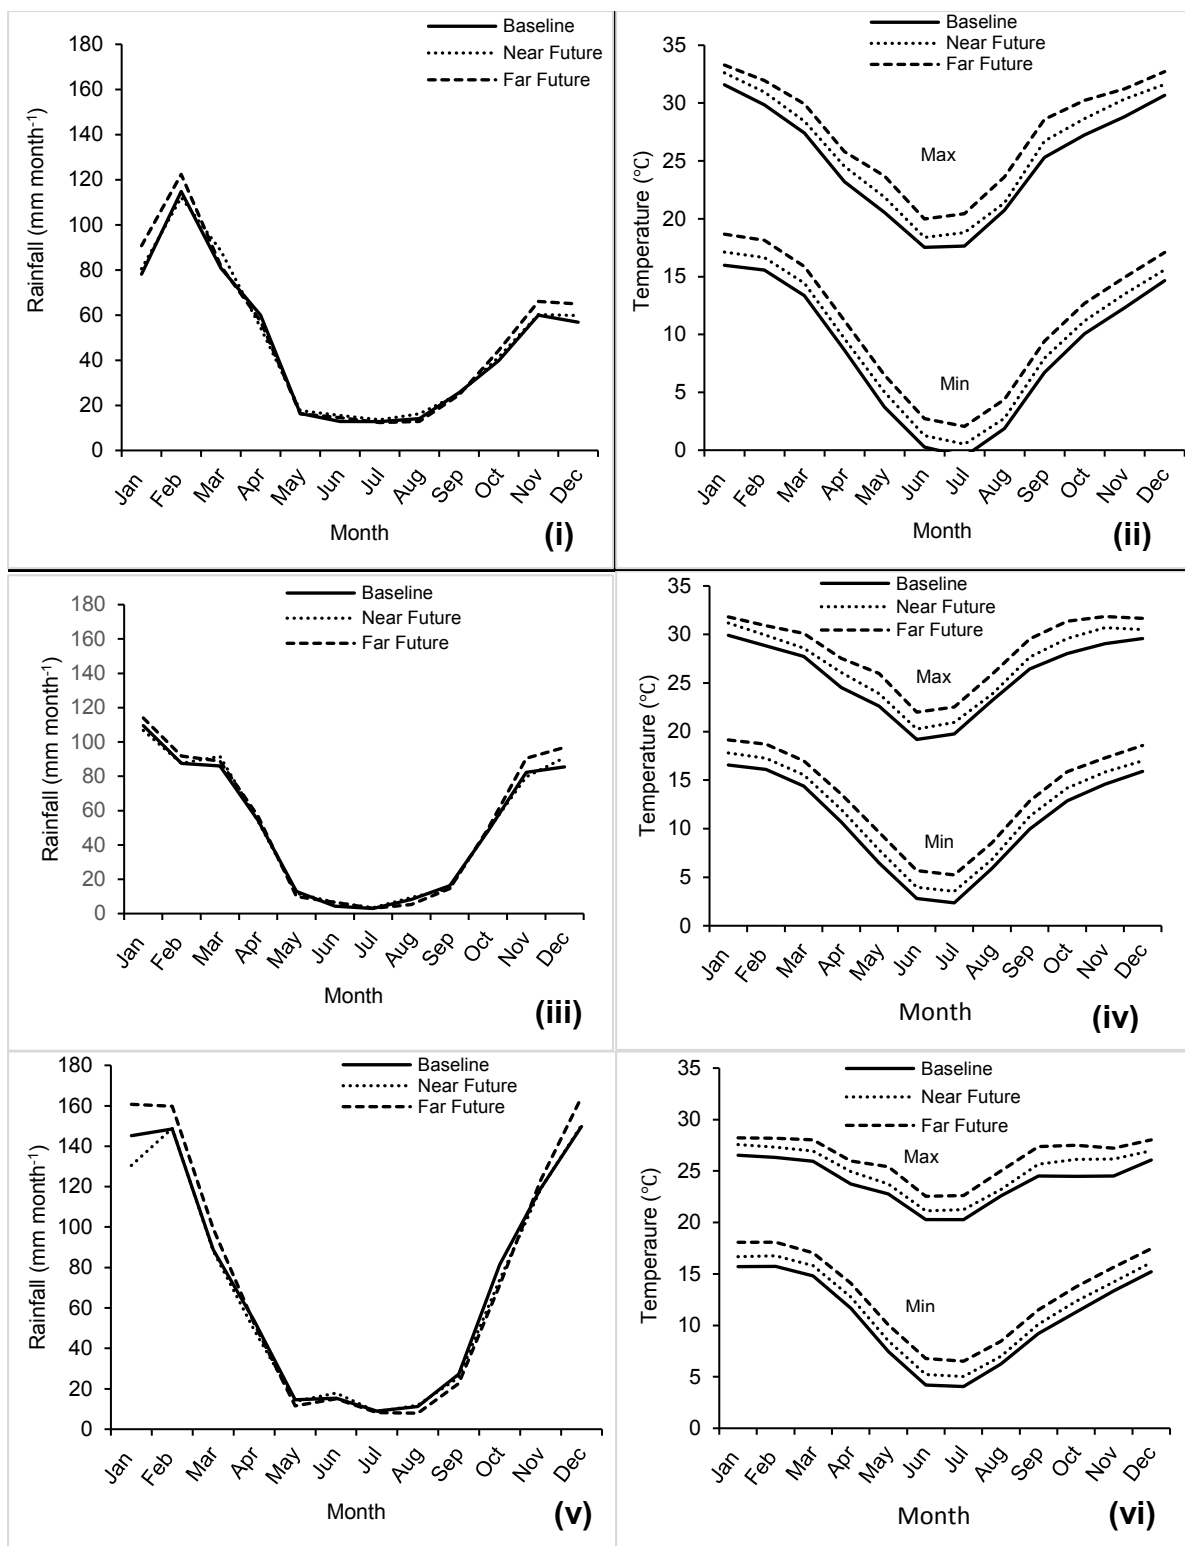 Baseline
Near Future
Far Future
180
160
140
120
100
80
60
40
20
0
Rainfall (mm month-1)
Jan Feb Mar Apr May Jun Jul Aug Sep Oct Nov Dec
Month
(i)
Baseline
Near Future
Far Future
35
30
25
20
15
10
5
0
Temperature (°C)
Max
Min
Jan Feb Mar Apr May Jun Jul Aug Sep Oct Nov Dec
Month
(ii)
Baseline
Near Future
Far Future
180
160
140
120
100
80
60
40
20
0
Rainfall (mm month-1)
Jan Feb Mar Apr May Jun Jul Aug Sep Oct Nov Dec
Month
(iii)
Baseline
Near Future
Far Future
35
30
25
20
15
10
5
0
Temperature (°C)
Max
Min
Jan Feb Mar Apr May Jun Jul Aug Sep Oct Nov Dec
Month
(iv)
Baseline
Near Future
Far Future
180
160
140
120
100
80
60
40
20
0
Rainfall (mm month-1)
Jan Feb Mar Apr May Jun Jul Aug Sep Oct Nov Dec
Month
(v)
Baseline
Near Future
Far Future
35
30
25
20
15
10
5
0
Temperaure (°C)
Max
Min
Jan Feb Mar Apr May Jun Jul Aug Sep Oct Nov Dec
Month
(vi)